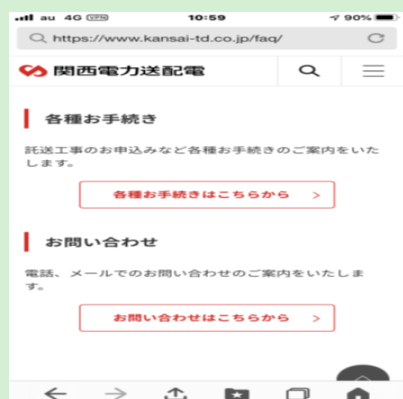 au 4G VPN 10:59 90%
https://www.kansai-td.co.jp/faq/
関西電力送配電
各種お手続き
託送工事のお申込みなど各種お手続きのご案内をいた
します。
各種お手続きはこちらから >
お問い合わせ
電話、メールでのお問い合わせのご案内をいたしま
す。
お問い合わせはこちらから >